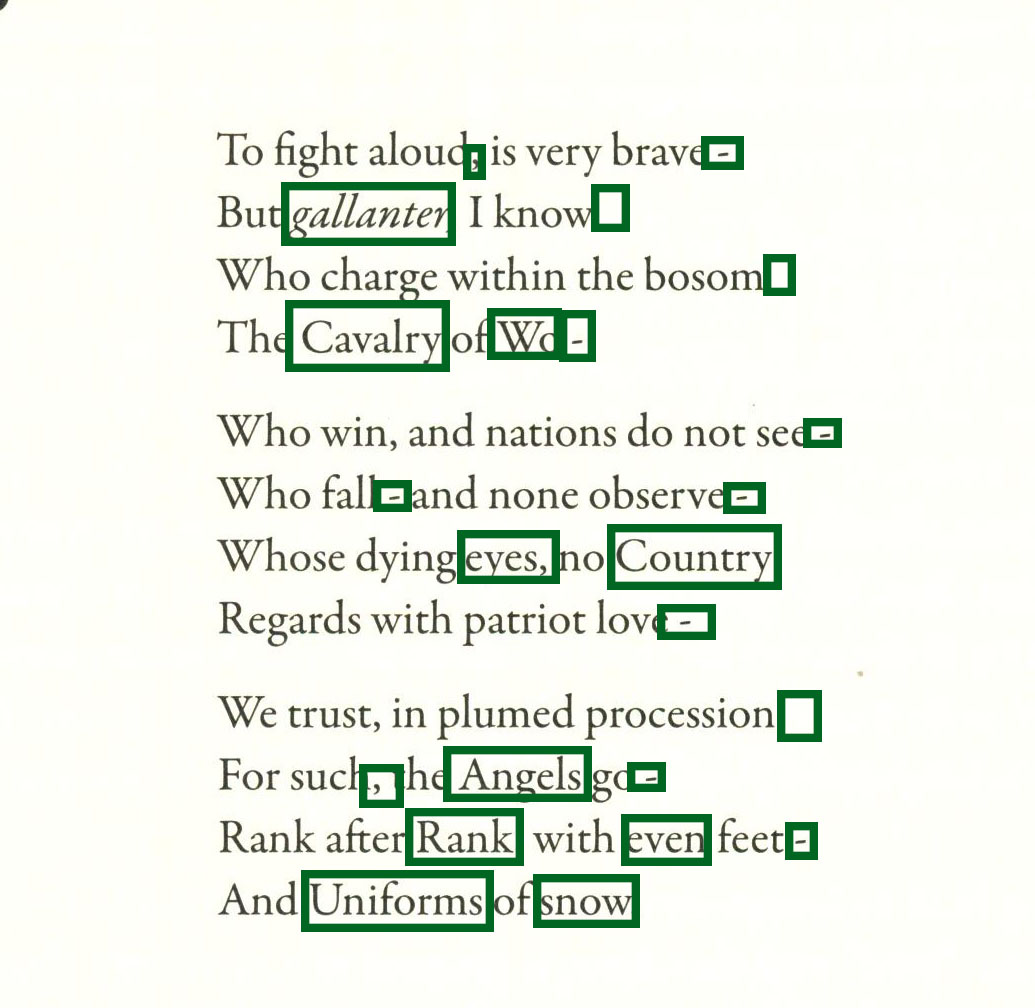 To fight aloud, is very brave -
But gallanter, I know
Who charge within the bosom
The Cavalry of Wo -
Who win, and nations do not see -
Who fall - and none observe -
Whose dying eyes, no Country
Regards with patriot love -
We trust, in plumed procession
For such, the Angels go -
Rank after Rank, with even feet -
And Uniforms of snow